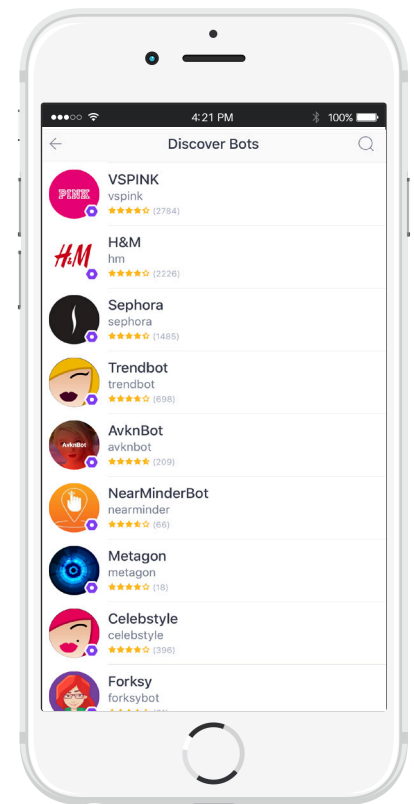 4:21 PM
100%
Discover Bots
PINK
VSPINK
vspink
(2784)
H&M
H&M
hm
(2226)
Sephora
sephora
(1485)
Trendbot
trendbot
(698)
AvknBot
AvknBot
avknbot
(209)
NearMinderBot
nearminder
(66)
Metagon
metagon
(18)
Celebstyle
celebstyle
(396)
Forksy
forksybot